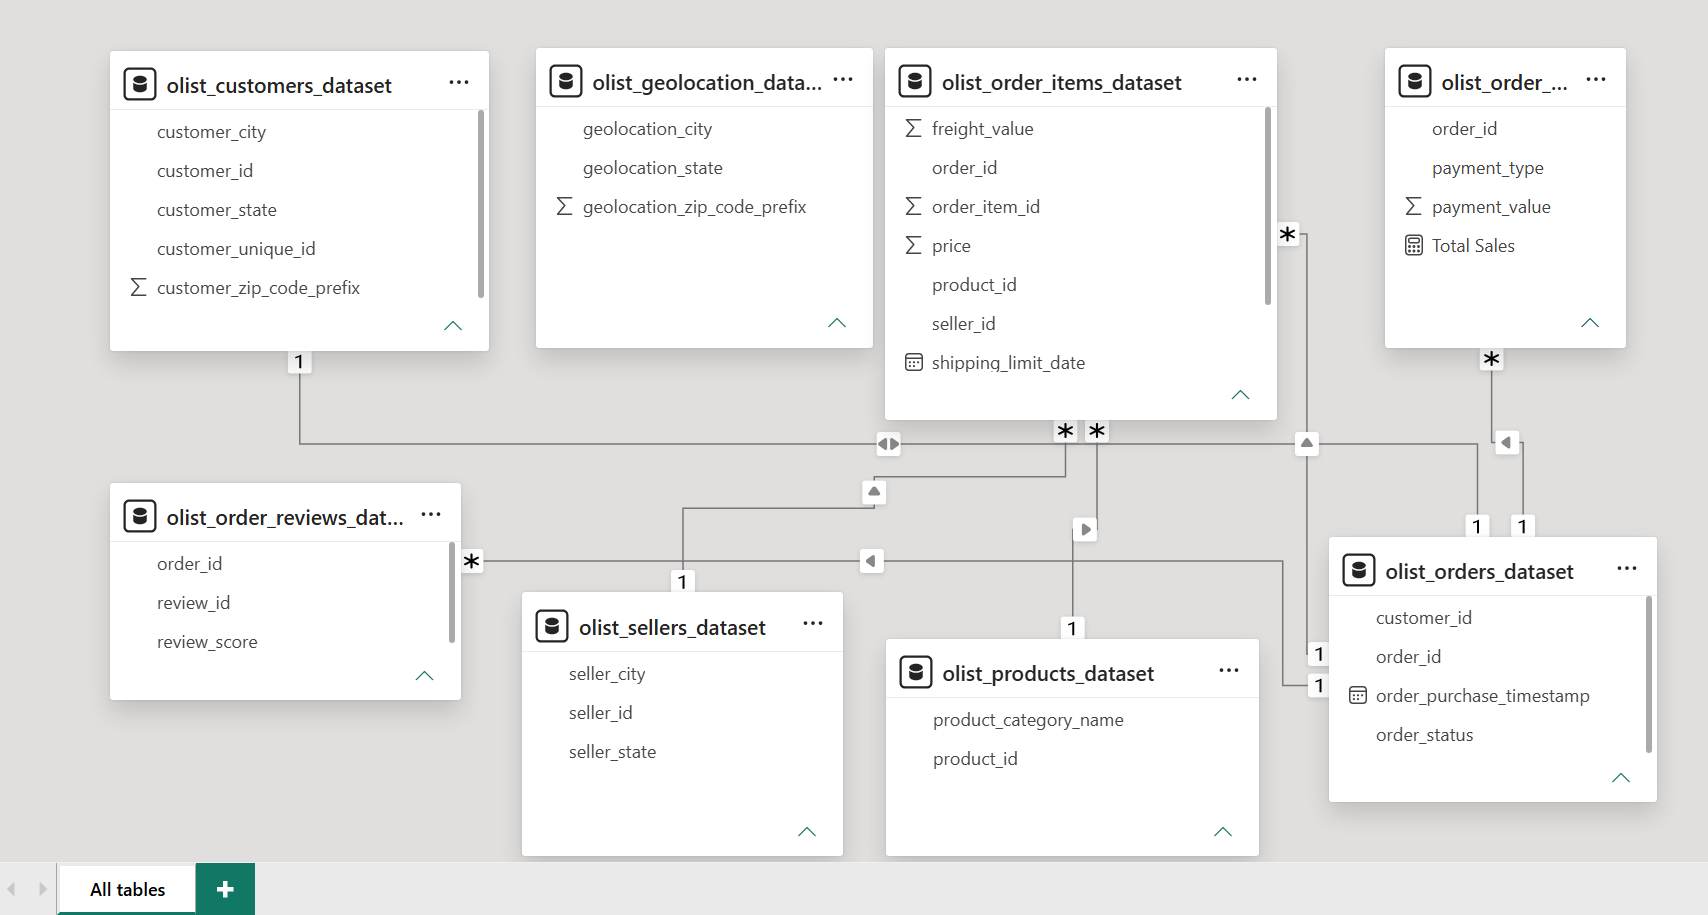 olist_customers_dataset
customer_city
customer_id
customer_state
customer_unique_id
customer_zip_code_prefix
olist_geolocation_data...
geolocation_city
geolocation_state
geolocation_zip_code_prefix
olist_order_items_dataset
freight_value
order_id
order_item_id
price
product_id
seller_id
shipping_limit_date
olist_order_...
order_id
payment_type
payment_value
Total Sales
*
1
*
* *
1
1
olist_order_reviews_dat...
order_id
review_id
review_score
*
1
olist_sellers_dataset
seller_city
seller_id
seller_state
1
olist_products_dataset
product_category_name
product_id
1
1
olist_orders_dataset
customer_id
order_id
order_purchase_timestamp
order_status
All tables
+